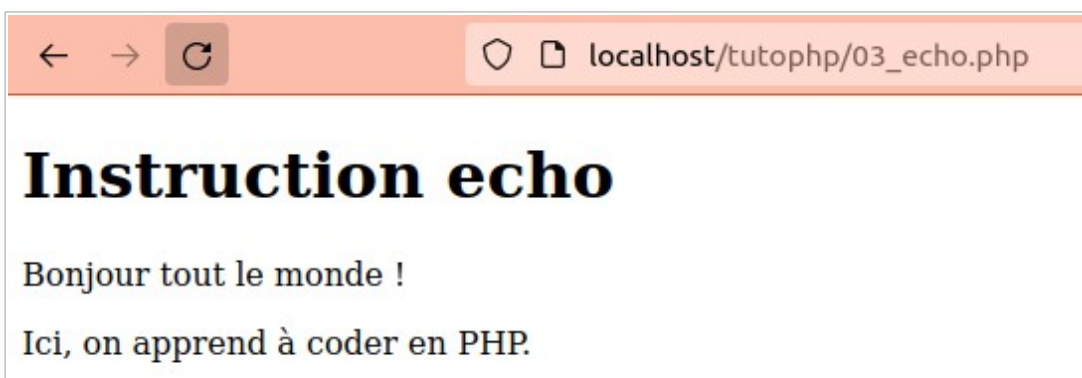 localhost/tutophp/03_echo.php
Instruction echo
Bonjour tout le monde !
Ici, on apprend à coder en PHP.